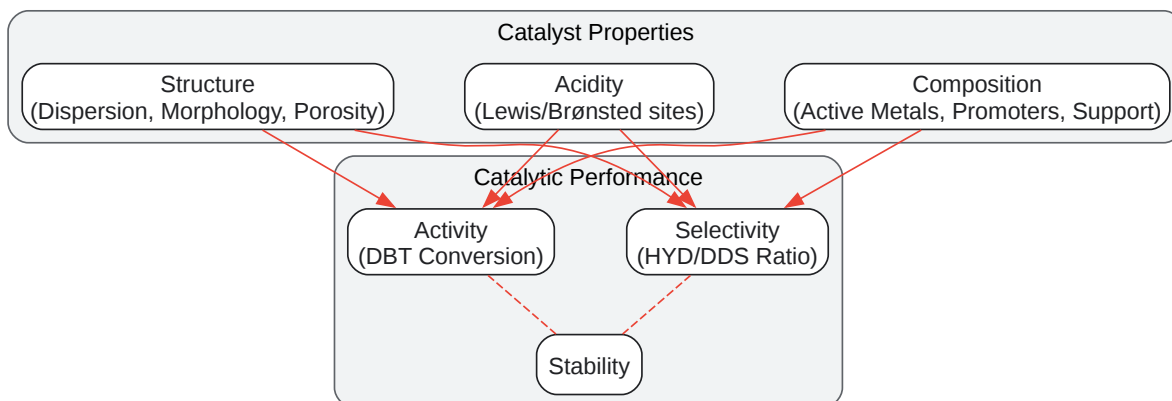 Catalyst Properties
Structure
(Dispersion, Morphology, Porosity)
Acidity
(Lewis/Brønsted sites)
Composition
(Active Metals, Promoters, Support)
Catalytic Performance
Activity
(DBT Conversion)
Selectivity
(HYD/DDS Ratio)
Stability